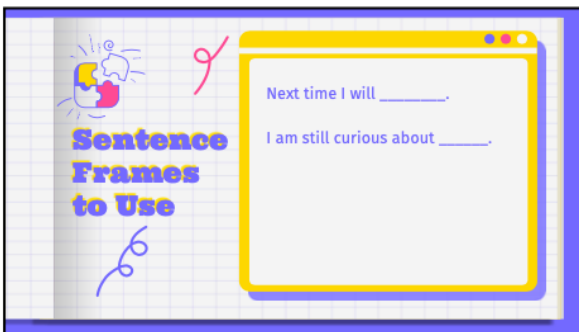 Sentence
Frames
to Use
Next time I will ________.
I am still curious about ______.